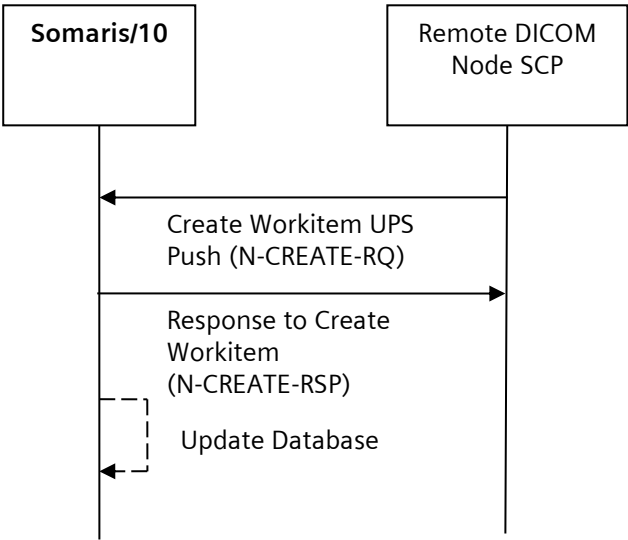 Somaris/10
Remote DICOM
Node SCP
Create Workitem UPS
Push (N-CREATE-RQ)
Response to Create
Workitem
(N-CREATE-RSP)
Update Database